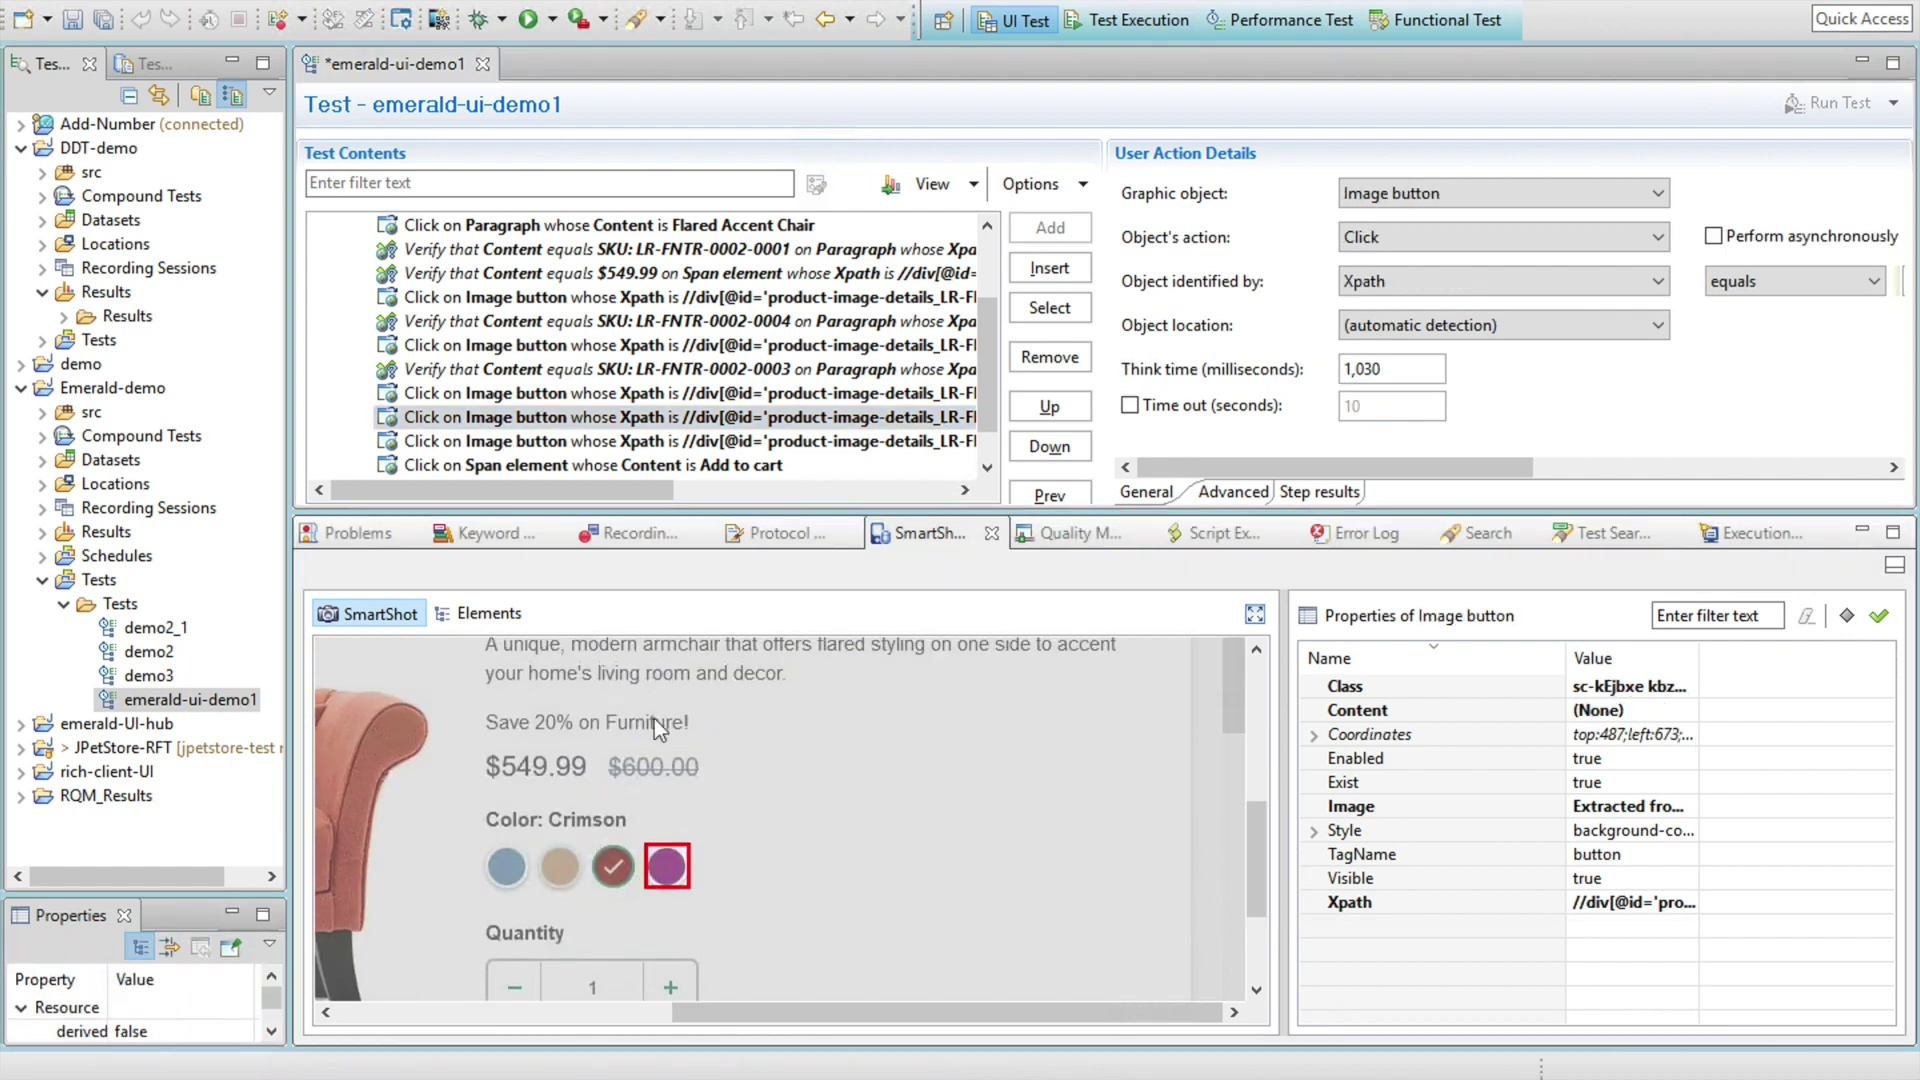 UI Test
Test Execution
Performance Test
Functional Test
Quick Access
Tes...
Tes...
*emerald-ui-demo1
Test - emerald-ui-demo1
Run Test
Add-Number (connected)
DDT-demo
src
Compound Tests
Datasets
Locations
Recording Sessions
Results
Results
Tests
demo
Emerald-demo
src
Compound Tests
Datasets
Locations
Recording Sessions
Results
Schedules
Tests
Tests
demo2_1
demo2
demo3
emerald-ui-demo1
emerald-UI-hub
> JPetStore-RFT [jpetstore-test r
rich-client-UI
RQM_Results
Test Contents
Enter filter text
View
Options
Click on Paragraph whose Content is Flared Accent Chair
Verify that Content equals SKU: LR-FNTR-0002-0001 on Paragraph whose Xpa
Verify that Content equals $549.99 on Span element whose Xpath is //div[@id=
Click on Image button whose Xpath is //div[@id='product-image-details_LR-FI
Verify that Content equals SKU: LR-FNTR-0002-0004 on Paragraph whose Xpa
Click on Image button whose Xpath is //div[@id='product-image-details_LR-FI
Verify that Content equals SKU: LR-FNTR-0002-0003 on Paragraph whose Xpa
Click on Image button whose Xpath is //div[@id='product-image-details_LR-FI
Click on Image button whose Xpath is //div[@id='product-image-details_LR-FI
Click on Image button whose Xpath is //div[@id='product-image-details_LR-FI
Click on Span element whose Content is Add to cart
Add
Insert
Select
Remove
Up
Down
Prev
User Action Details
Graphic object:
Image button
Object's action:
Click
Perform asynchronously
Object identified by:
Xpath
equals
Object location:
(automatic detection)
Think time (milliseconds):
1,030
Time out (seconds):
10
General
Advanced
Step results
Problems
Keyword ...
Recordin...
Protocol ...
SmartSh...
Quality M...
Script Ex...
Error Log
Search
Test Sear...
Execution...
SmartShot
Elements
A unique, modern armchair that offers flared styling on one side to accent
your home's living room and decor.
Save 20% on Furniture!
$549.99 $600.00
Color: Crimson
Quantity
− 1 +
Properties of Image button
Enter filter text
Name Value
Class sc-kEjbxe kbz...
Content (None)
Coordinates top:487;left:673;...
Enabled true
Exist true
Image Extracted fro...
Style background-co...
TagName button
Visible true
Xpath //div[@id='pro...
Properties
Property Value
Resource
derived false